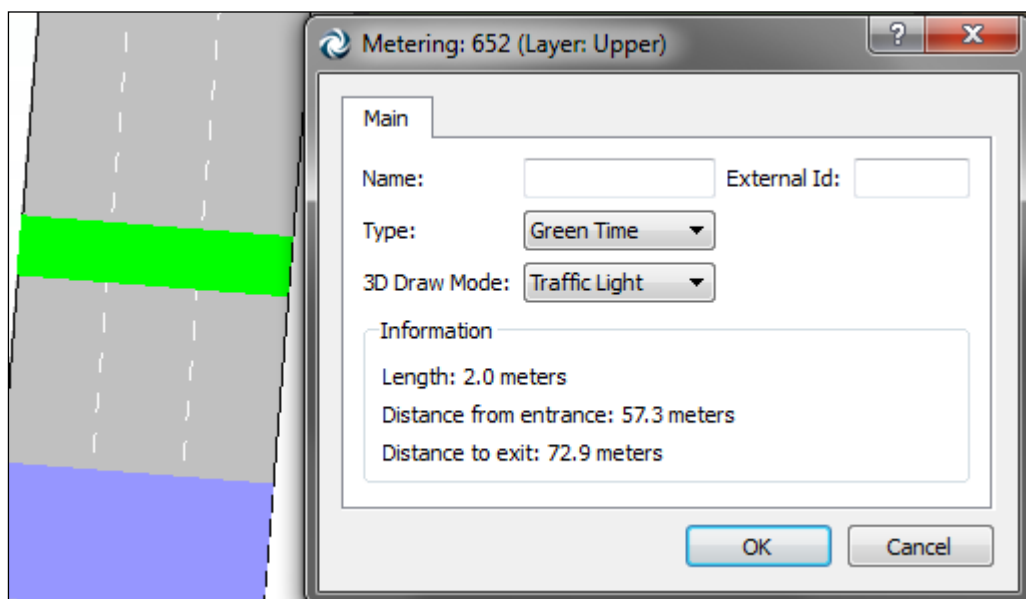 Metering: 652 (Layer: Upper)
?
X
Main
Name:
External Id:
Type:
Green Time
3D Draw Mode:
Traffic Light
Information
Length: 2.0 meters
Distance from entrance: 57.3 meters
Distance to exit: 72.9 meters
OK
Cancel